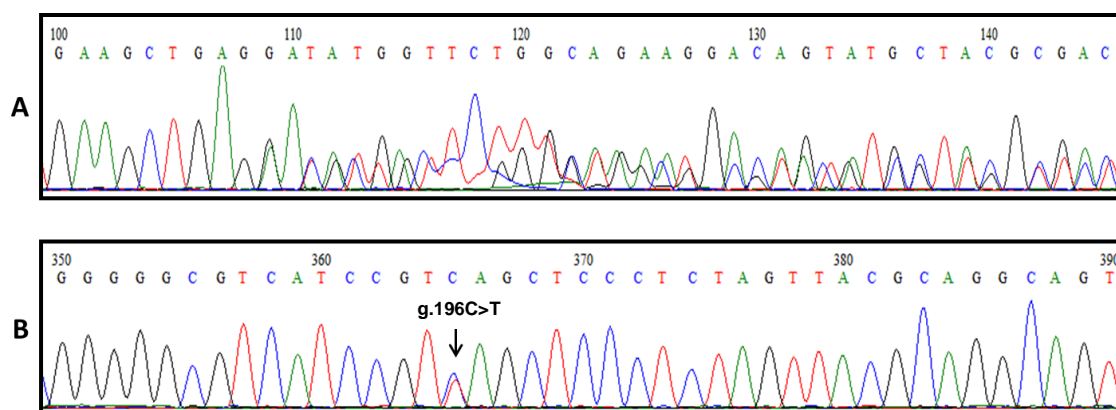 100 110 120 130 140
G A A G C T G A G G A T A T G G T T C T G G C A G A A G G A C A G T A T G C T A C G C G A C
A
350 360 370 380 390
G G G G G C G T C A T C C G T C A G C T C C C T C T A G T T A C G C A G G C A G T
g.196C>T
B